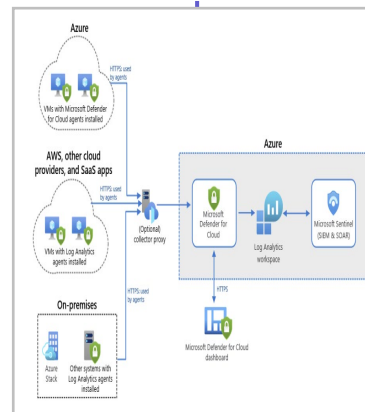 Azure
HTTPS: used
by agents
VMs with Microsoft Defender
for Cloud agents installed
AWS, other cloud
providers, and SaaS apps
HTTPS: used
by agents
VMs with Log Analytics
agents installed
(Optional)
collector proxy
HTTPS: used
by agents
On-premises
Azure
Stack
Other systems with
Log Analytics agents
installed
Azure
Microsoft
Defender for
Cloud
Log Analytics
workspace
Microsoft Sentinel
(SIEM & SOAR)
HTTPS
Microsoft Defender for Cloud
dashboard